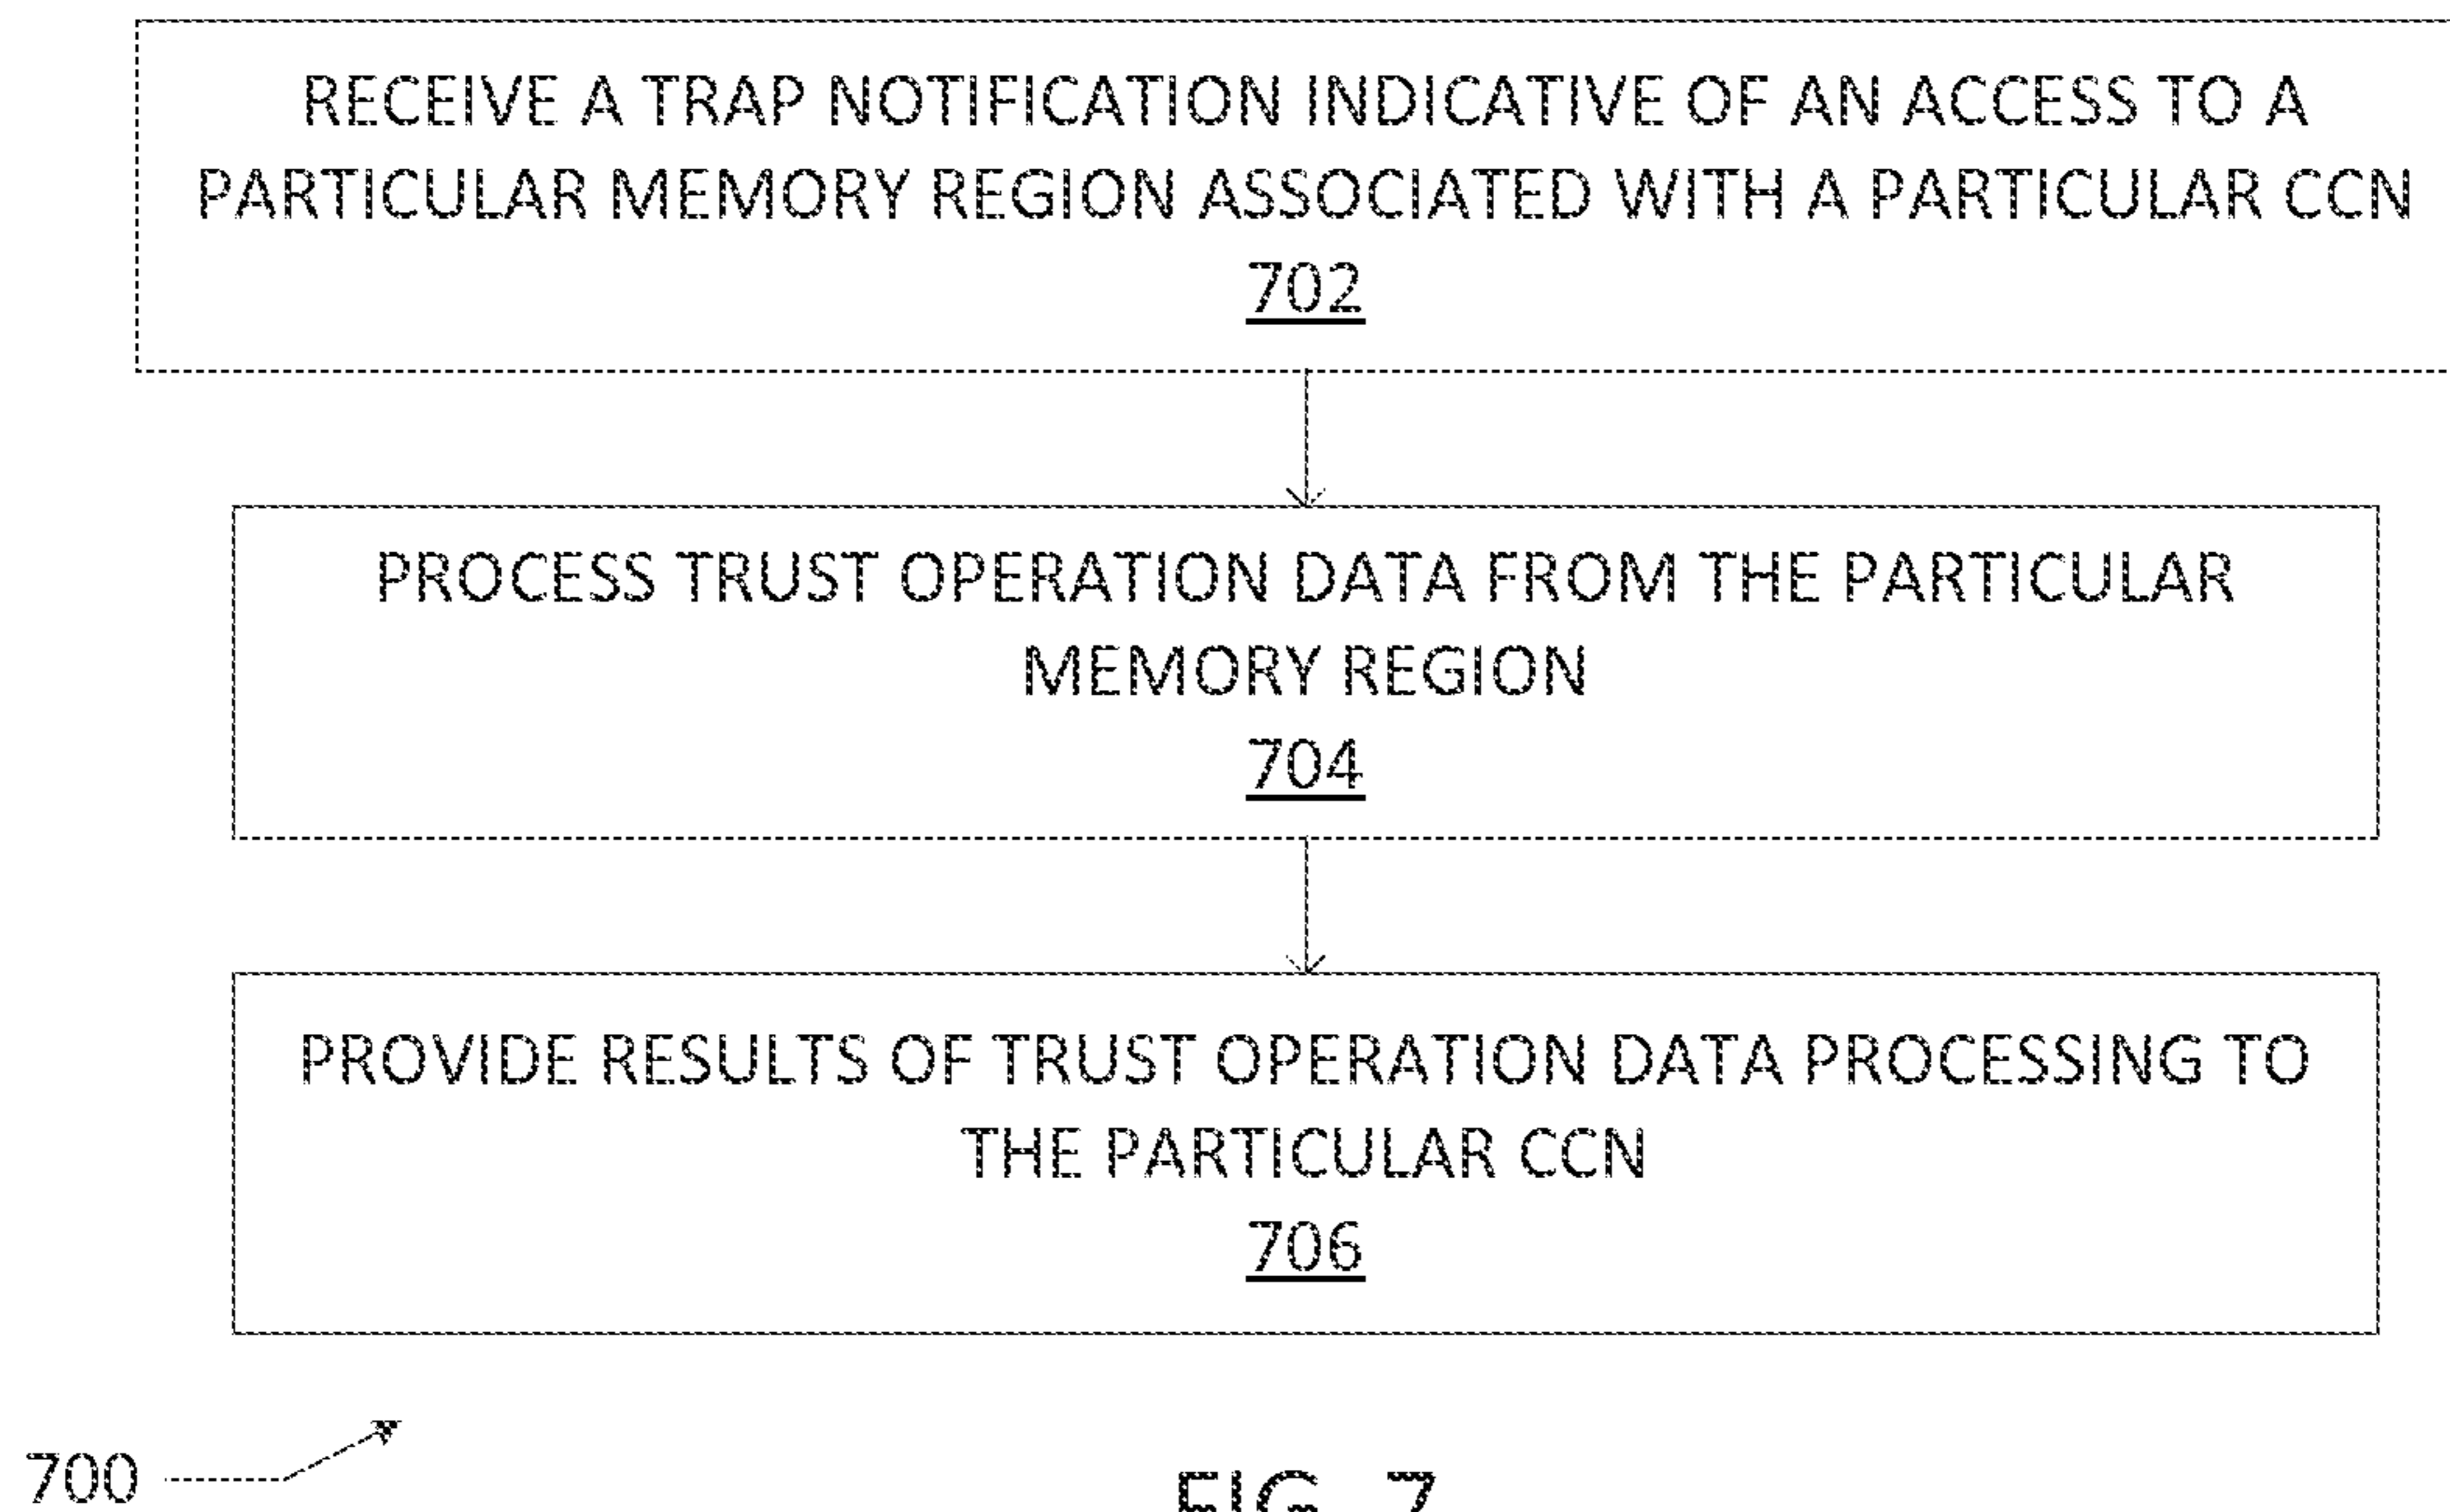 RECEIVE A TRAP NOTIFICATION INDICATIVE OF AN ACCESS TO A
PARTICULAR MEMORY REGION ASSOCIATED WITH A PARTICULAR CCN
702
PROCESS TRUST OPERATION DATA FROM THE PARTICULAR
MEMORY REGION
704
PROVIDE RESULTS OF TRUST OPERATION DATA PROCESSING TO
THE PARTICULAR CCN
706
700
FIG. 7